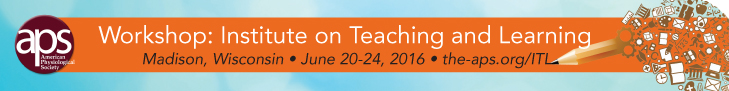 aps
American
Physiological
Society
Workshop: Institute on Teaching and Learning
Madison, Wisconsin • June 20-24, 2016 • the-aps.org/ITL